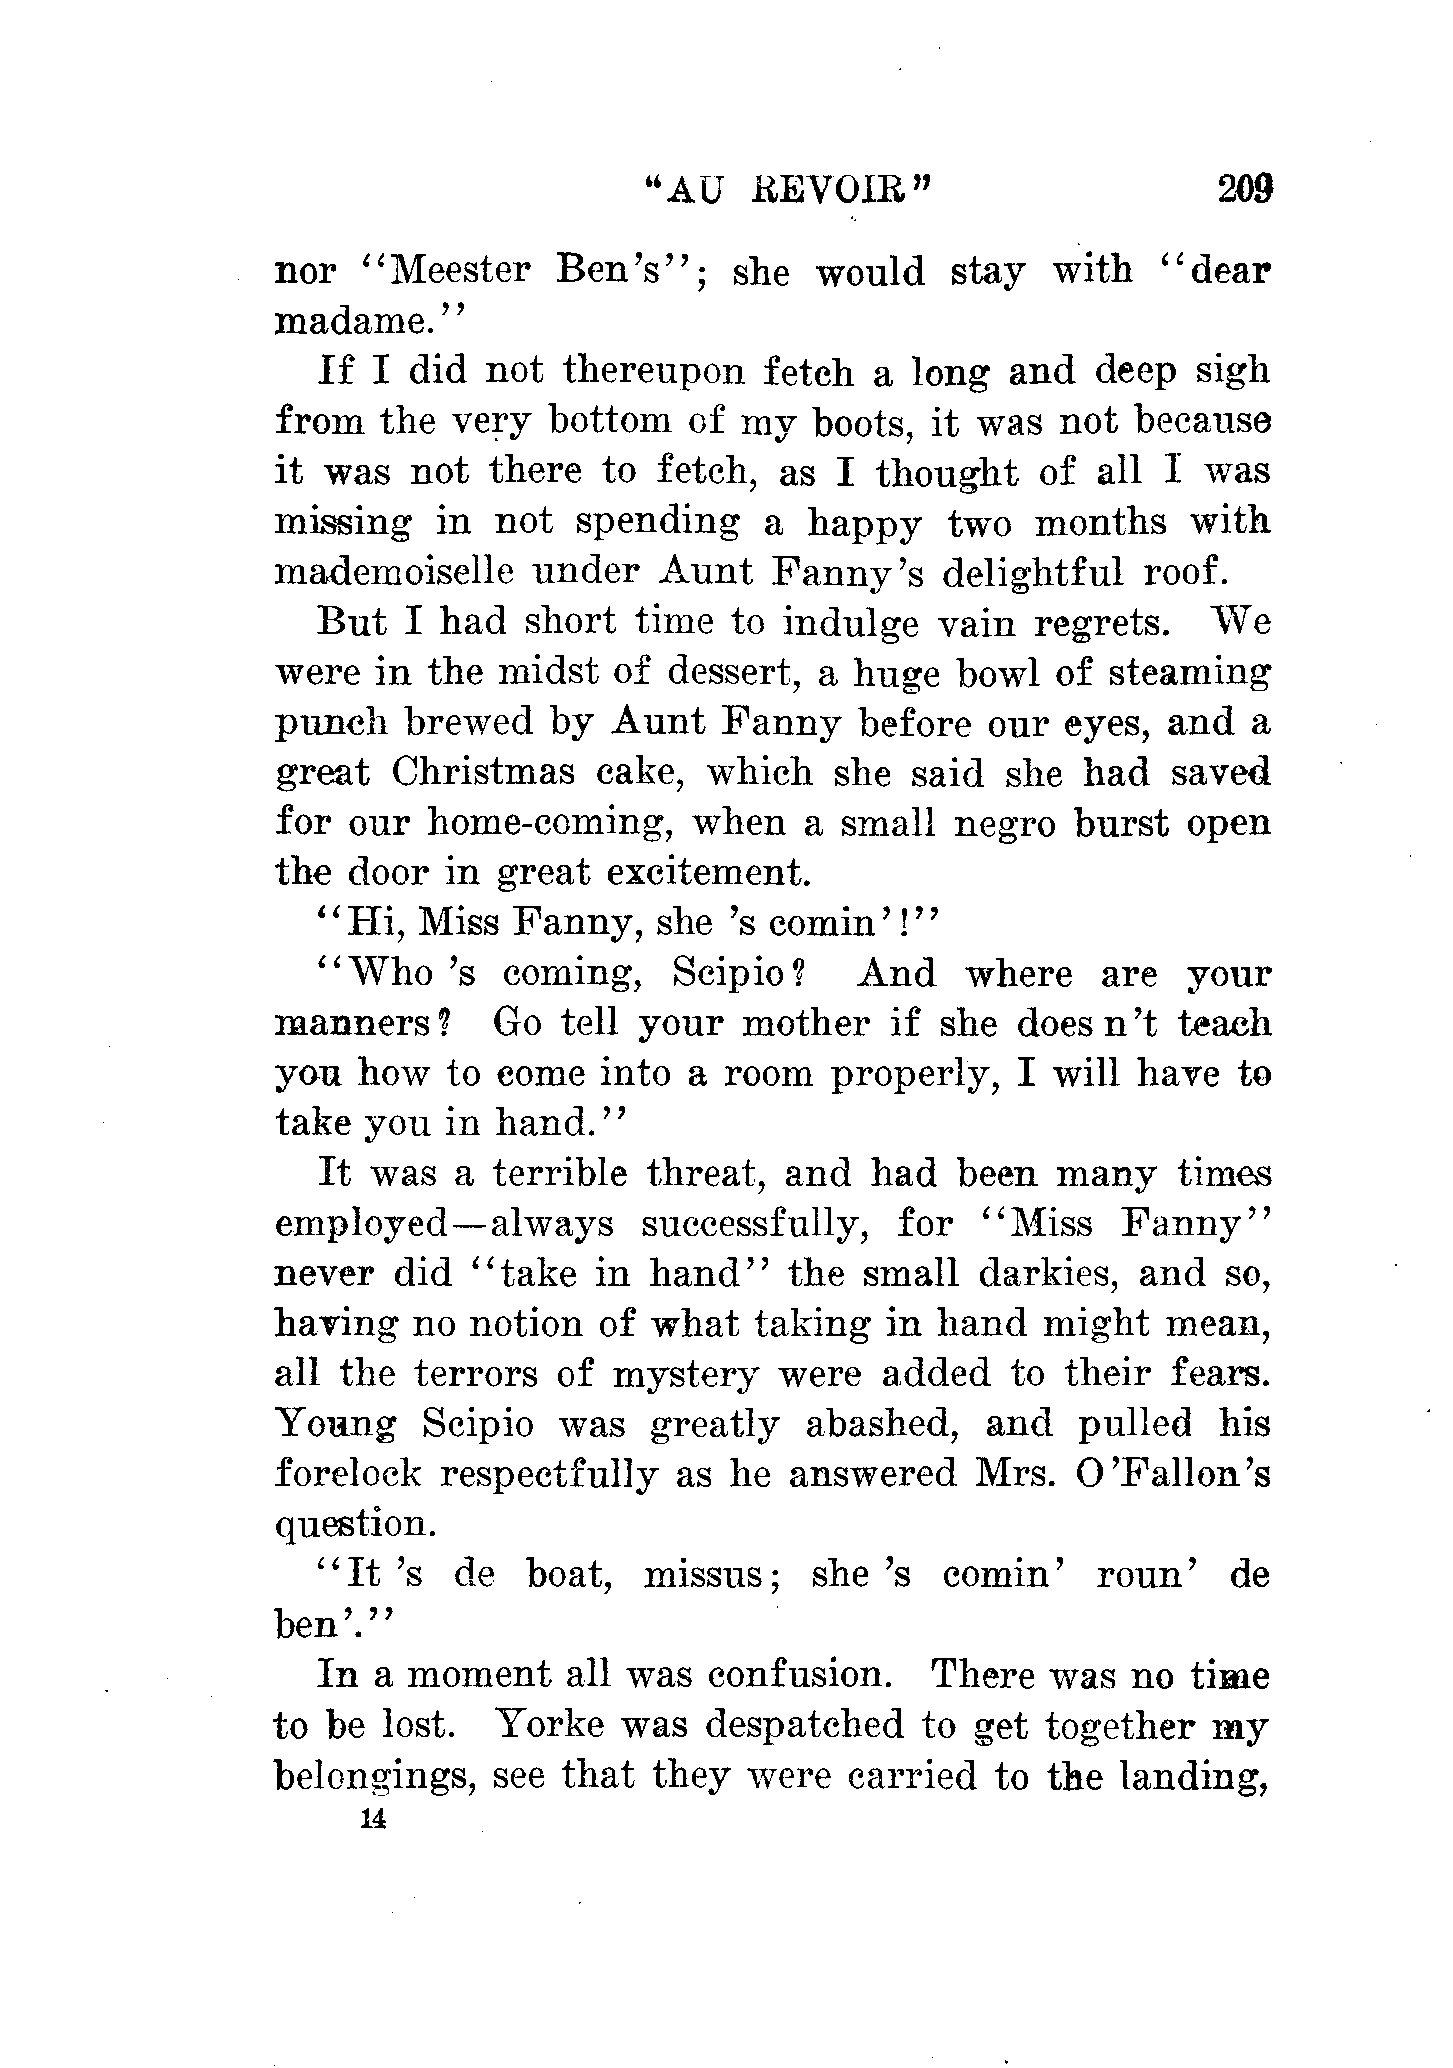 "AU REVOIR" 209
nor "Meester Ben's"; she would stay with "dear
madame."
If I did not thereupon fetch a long and deep sigh
from the very bottom of my boots, it was not because
it was not there to fetch, as I thought of all I was
missing in not spending a happy two months with
mademoiselle under Aunt Fanny's delightful roof.
But I had short time to indulge vain regrets. We
were in the midst of dessert, a huge bowl of steaming
punch brewed by Aunt Fanny before our eyes, and a
great Christmas cake, which she said she had saved
for our home-coming, when a small negro burst open
the door in great excitement.
"Hi, Miss Fanny, she 's comin'!"
"Who 's coming, Scipio? And where are your
manners? Go tell your mother if she does n't teach
you how to come into a room properly, I will have to
take you in hand."
It was a terrible threat, and had been many times
employed—always successfully, for "Miss Fanny"
never did "take in hand" the small darkies, and so,
having no notion of what taking in hand might mean,
all the terrors of mystery were added to their fears.
Young Scipio was greatly abashed, and pulled his
forelock respectfully as he answered Mrs. O'Fallon's
question.
"It 's de boat, missus; she 's comin' roun' de
ben'."
In a moment all was confusion. There was no time
to be lost. Yorke was despatched to get together my
belongings, see that they were carried to the landing,
14